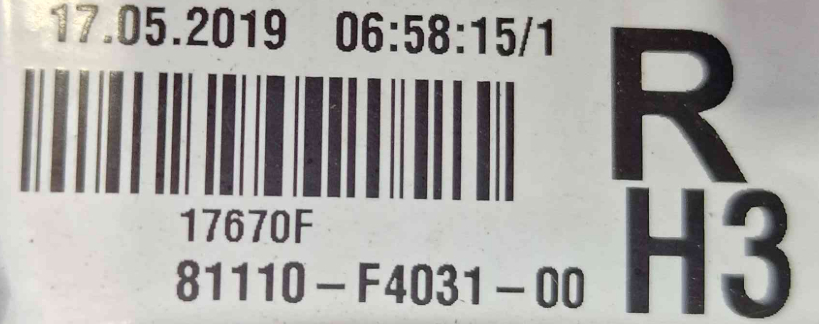 17.05.2019 06:58:15/1
R
17670F
H3
81110-F4031-00